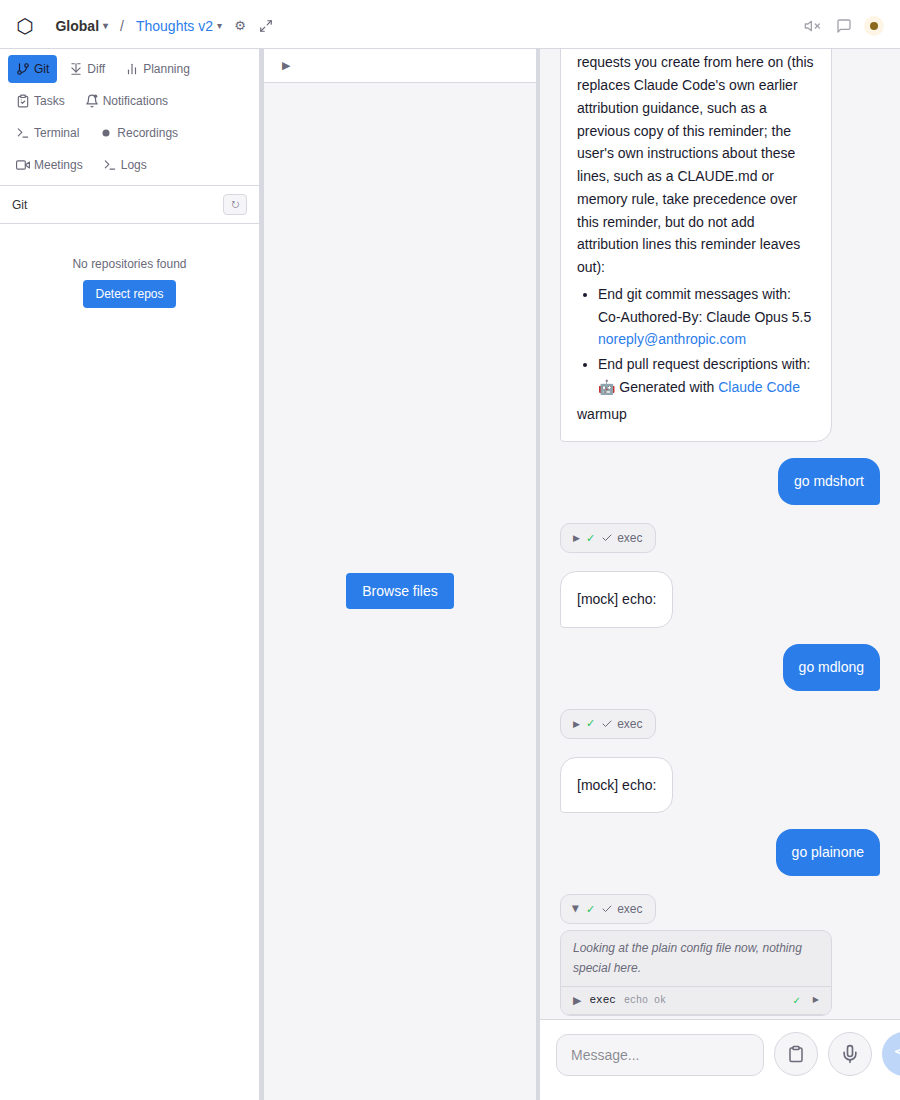 Global / Thoughts v2
Git Diff Planning
Tasks Notifications
Terminal Recordings
Meetings Logs
Git
No repositories found
Detect repos
Browse files
requests you create from here on (this
replaces Claude Code's own earlier
attribution guidance, such as a
previous copy of this reminder; the
user's own instructions about these
lines, such as a CLAUDE.md or
memory rule, take precedence over
this reminder, but do not add
attribution lines this reminder leaves
out):
• End git commit messages with:
Co-Authored-By: Claude Opus 5.5
noreply@anthropic.com
• End pull request descriptions with:
🤖 Generated with Claude Code
warmup
go mdshort
exec
[mock] echo:
go mdlong
exec
[mock] echo:
go plainone
exec
Looking at the plain config file now, nothing
special here.
exec echo ok
Message...